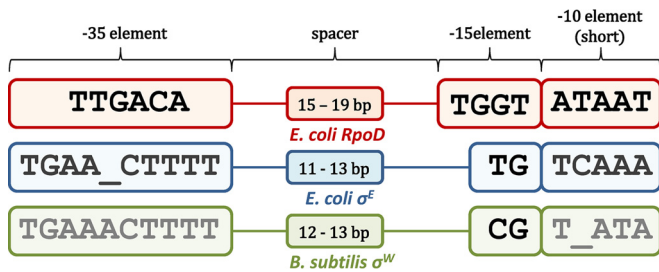 -35 element spacer -15element -10 element (short)
TTGACA 15 – 19 bp TGGT ATAAT
E. coli RpoD
TGAA_CTTTT 11 - 13 bp TG TCAAA
E. coli σᴱ
TGAAACTTTT 12 - 13 bp CG T_ATA
B. subtilis σᵂ